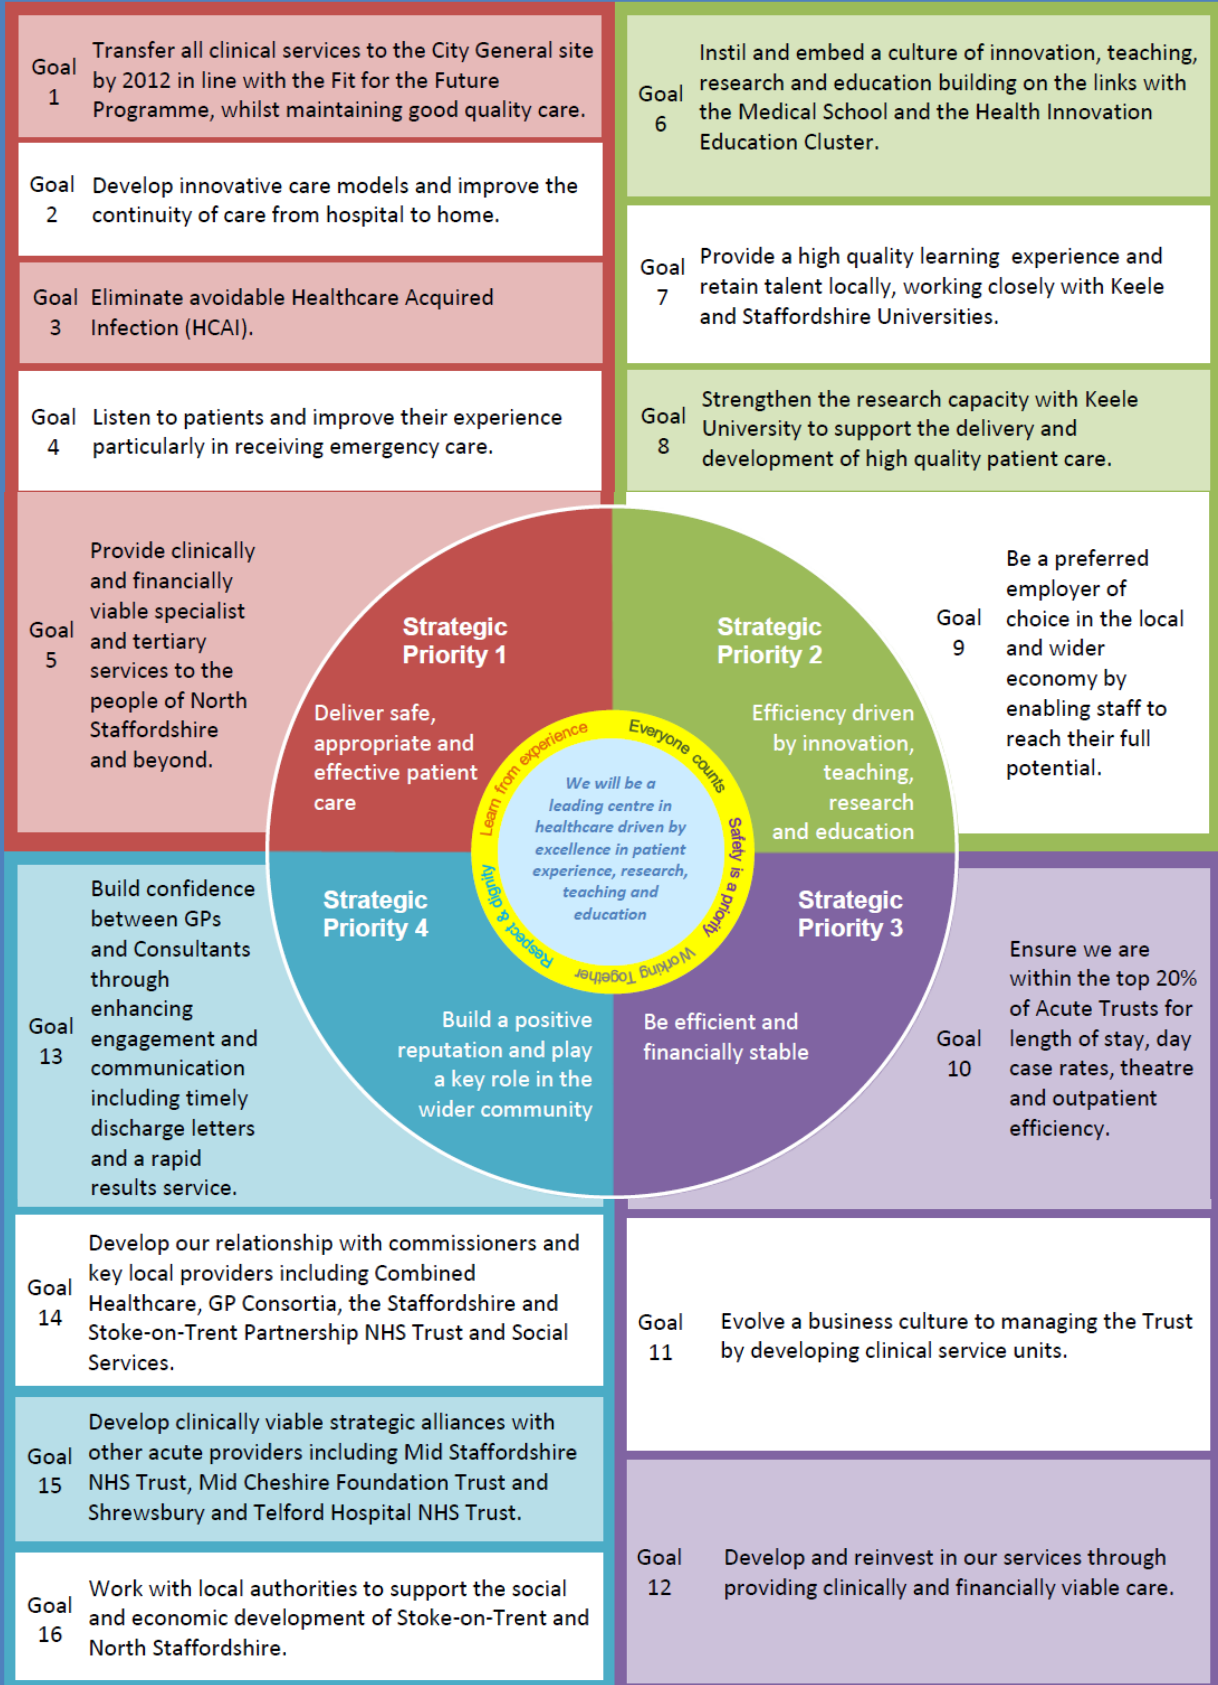 Goal
1
Transfer all clinical services to the City General site
by 2012 in line with the Fit for the Future
Programme, whilst maintaining good quality care.
Goal
2
Develop innovative care models and improve the
continuity of care from hospital to home.
Goal
3
Eliminate avoidable Healthcare Acquired
Infection (HCAI).
Goal
4
Listen to patients and improve their experience
particularly in receiving emergency care.
Goal
5
Provide clinically
and financially
viable specialist
and tertiary
services to the
people of North
Staffordshire
and beyond.
Goal
6
Instil and embed a culture of innovation, teaching,
research and education building on the links with
the Medical School and the Health Innovation
Education Cluster.
Goal
7
Provide a high quality learning experience and
retain talent locally, working closely with Keele
and Staffordshire Universities.
Goal
8
Strengthen the research capacity with Keele
University to support the delivery and
development of high quality patient care.
Goal
9
Be a preferred
employer of
choice in the local
and wider
economy by
enabling staff to
reach their full
potential.
Strategic
Priority 1
Deliver safe,
appropriate and
effective patient
care
Strategic
Priority 2
Efficiency driven
by innovation,
teaching,
research
and education
Learn from experience
Everyone counts
Safety is a priority
Working Together
Respect & dignity
We will be a
leading centre in
healthcare driven by
excellence in patient
experience, research,
teaching and
education
Strategic
Priority 4
Build a positive
reputation and play
a key role in the
wider community
Strategic
Priority 3
Be efficient and
financially stable
Goal
13
Build confidence
between GPs
and Consultants
through
enhancing
engagement and
communication
including timely
discharge letters
and a rapid
results service.
Goal
14
Develop our relationship with commissioners and
key local providers including Combined
Healthcare, GP Consortia, the Staffordshire and
Stoke-on-Trent Partnership NHS Trust and Social
Services.
Goal
15
Develop clinically viable strategic alliances with
other acute providers including Mid Staffordshire
NHS Trust, Mid Cheshire Foundation Trust and
Shrewsbury and Telford Hospital NHS Trust.
Goal
16
Work with local authorities to support the social
and economic development of Stoke-on-Trent and
North Staffordshire.
Goal
10
Ensure we are
within the top 20%
of Acute Trusts for
length of stay, day
case rates, theatre
and outpatient
efficiency.
Goal
11
Evolve a business culture to managing the Trust
by developing clinical service units.
Goal
12
Develop and reinvest in our services through
providing clinically and financially viable care.